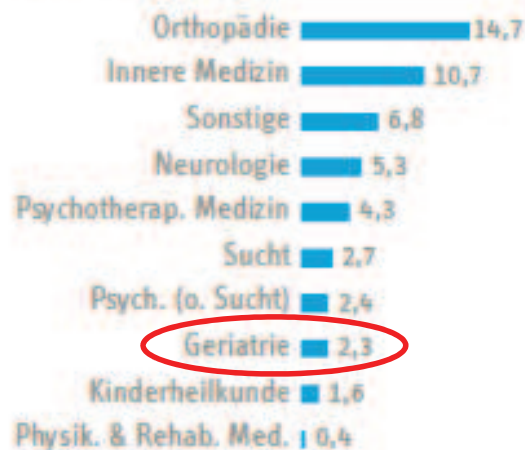 Orthopädie 14,7
Innere Medizin 10,7
Sonstige 6,8
Neurologie 5,3
Psychotherap. Medizin 4,3
Sucht 2,7
Psych. (o. Sucht) 2,4
Geriatrie 2,3
Kinderheilkunde 1,6
Physik. & Rehab. Med. 0,4